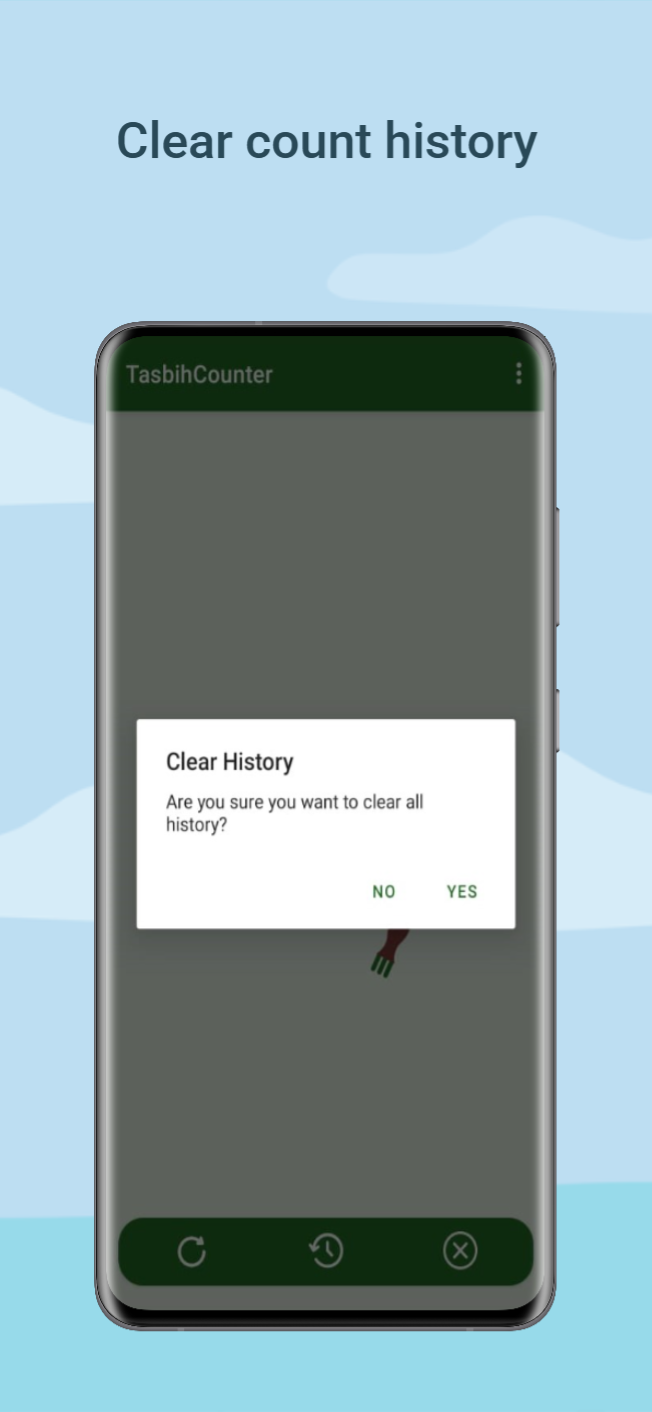 Clear count history
TasbihCounter
Clear History
Are you sure you want to clear all
history?
NO YES